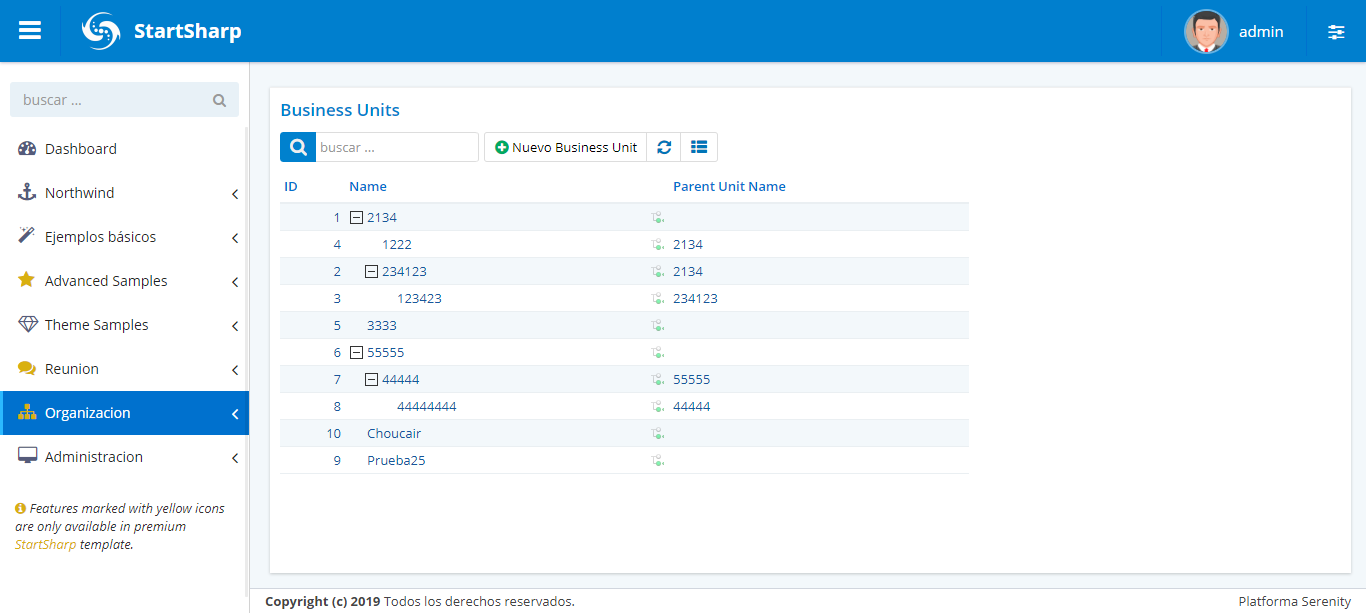 StartSharp
admin
buscar ...
Dashboard
Northwind
Ejemplos básicos
Advanced Samples
Theme Samples
Reunion
Organizacion
Administracion
Features marked with yellow icons
are only available in premium
StartSharp template.
Business Units
buscar ...
Nuevo Business Unit
ID Name Parent Unit Name
1 2134
4 1222 2134
2 234123 2134
3 123423 234123
5 3333
6 55555
7 44444 55555
8 44444444 44444
10 Choucair
9 Prueba25
Copyright (c) 2019 Todos los derechos reservados.
Platforma Serenity